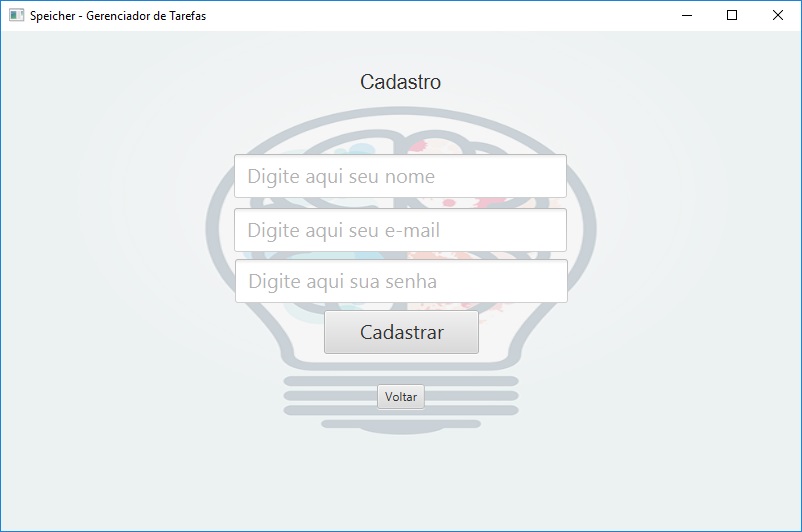 Speicher - Gerenciador de Tarefas
Cadastro
Digite aqui seu nome
Digite aqui seu e-mail
Digite aqui sua senha
Cadastrar
Voltar